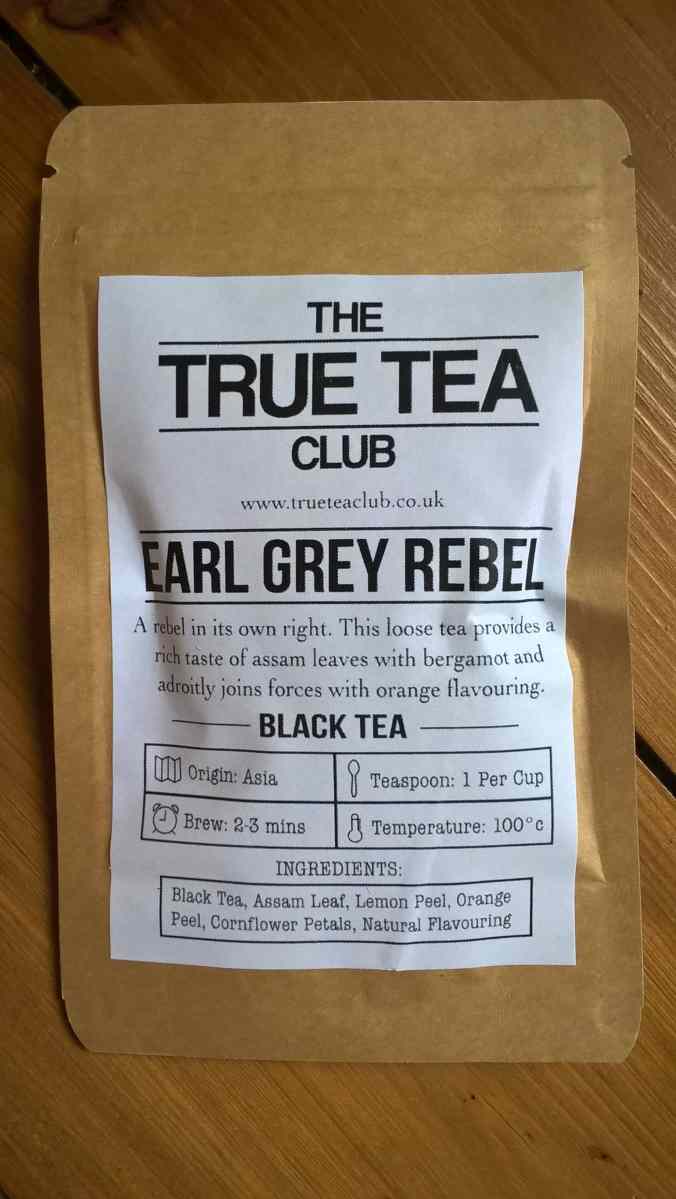 THE
TRUE TEA
CLUB
www.trueteaclub.co.uk
EARL GREY REBEL
A rebel in its own right. This loose tea provides a
rich taste of assam leaves with bergamot and
adroitly joins forces with orange flavouring.
BLACK TEA
Origin: Asia
Teaspoon: 1 Per Cup
Brew: 2-3 mins
Temperature: 100°c
INGREDIENTS:
Black Tea, Assam Leaf, Lemon Peel, Orange
Peel, Cornflower Petals, Natural Flavouring